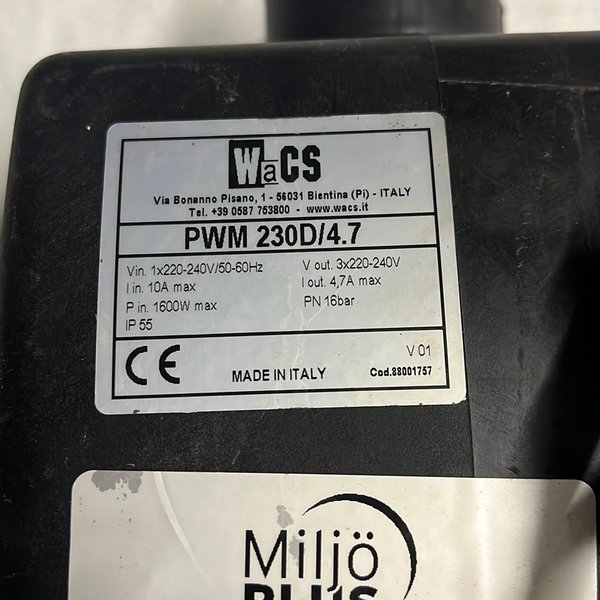 WaCS
Via Bonanno Pisano, 1 - 56031 Bientina (Pi) - ITALY
Tel. +39 0587 753800 - www.wacs.it
PWM 230D/4.7
Vin. 1x220-240V/50-60Hz
V out. 3x220-240V
I in. 10A max
I out. 4,7A max
P in. 1600W max
PN 16bar
IP 55
V 01
CE
MADE IN ITALY
Cod.88001757
Miljö
PLUS